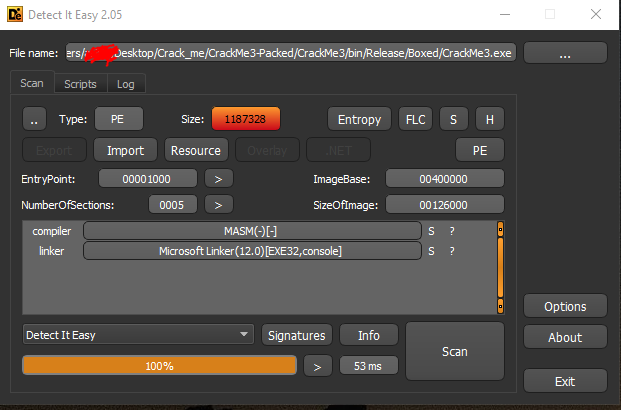 Detect It Easy 2.05
File name: ers/ Desktop/Crack_me/CrackMe3-Packed/CrackMe3/bin/Release/Boxed/CrackMe3.exe ...
Scan Scripts Log
.. Type: PE Size: 1187328 Entropy FLC S H
Export Import Resource Overlay .NET PE
EntryPoint: 00001000 > ImageBase: 00400000
NumberOfSections: 0005 > SizeOfImage: 00126000
compiler MASM(-)[-] S ?
linker Microsoft Linker(12.0)[EXE32,console] S ?
Options
Detect It Easy Signatures Info Scan About
100% > 53 ms
Exit